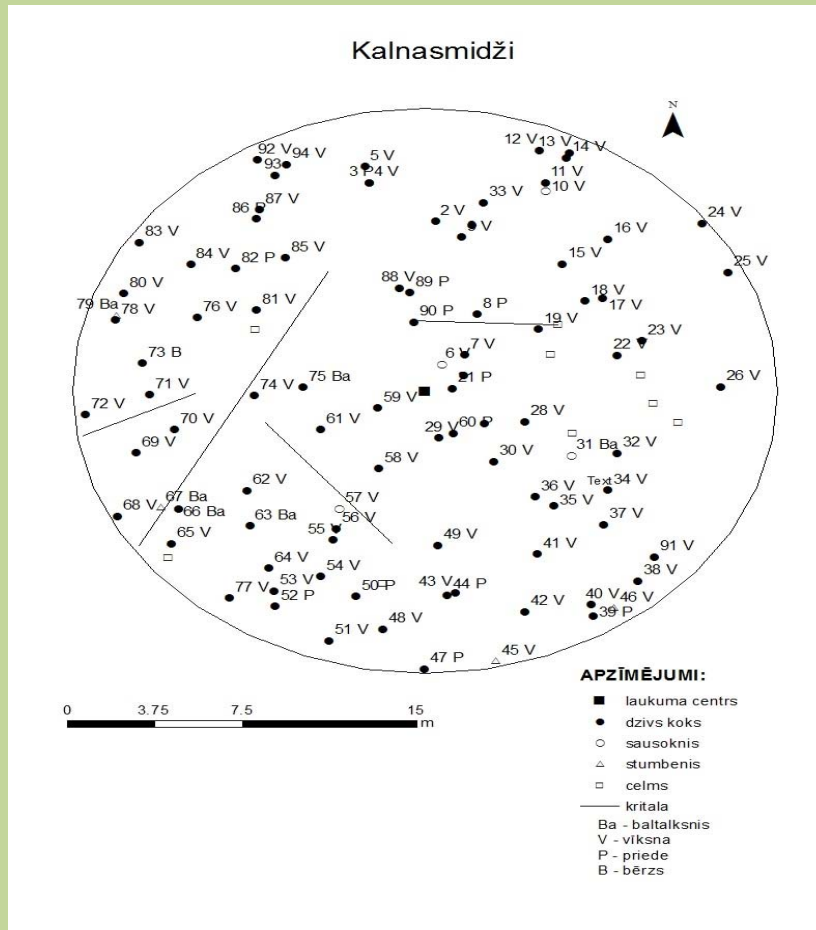 Kalnasmidži
N
92 V
94 V
93
5 V
3 P4 V
12 V
13 V
14 V
11 V
10 V
87 V
86 P
33 V
2 V
V
24 V
83 V
16 V
84 V
82 P
85 V
15 V
25 V
80 V
79 Ba
78 V
76 V
81 V
88 V
89 P
90 P
8 P
18 V
17 V
19 V
23 V
22 V
73 B
7 V
6 V
21 P
26 V
71 V
72 V
74 V
75 Ba
59 V
70 V
69 V
61 V
29 V
60 P
28 V
31 Ba
32 V
58 V
30 V
62 V
57 V
56 V
55 V
Text
34 V
36 V
35 V
68 V
67 Ba
66 Ba
65 V
63 Ba
37 V
49 V
41 V
91 V
64 V
54 V
53 V
52 P
77 V
50 P
43 V
44 P
38 V
40 V
46 V
39 P
42 V
51 V
48 V
47 P
45 V
0
3.75
7.5
15
m
APZĪMĒJUMI:
laukuma centrs
dzivs koks
sausoknis
stumbenis
celms
kritala
Ba - baltalksnis
V - vīksna
P - priede
B - bērzs